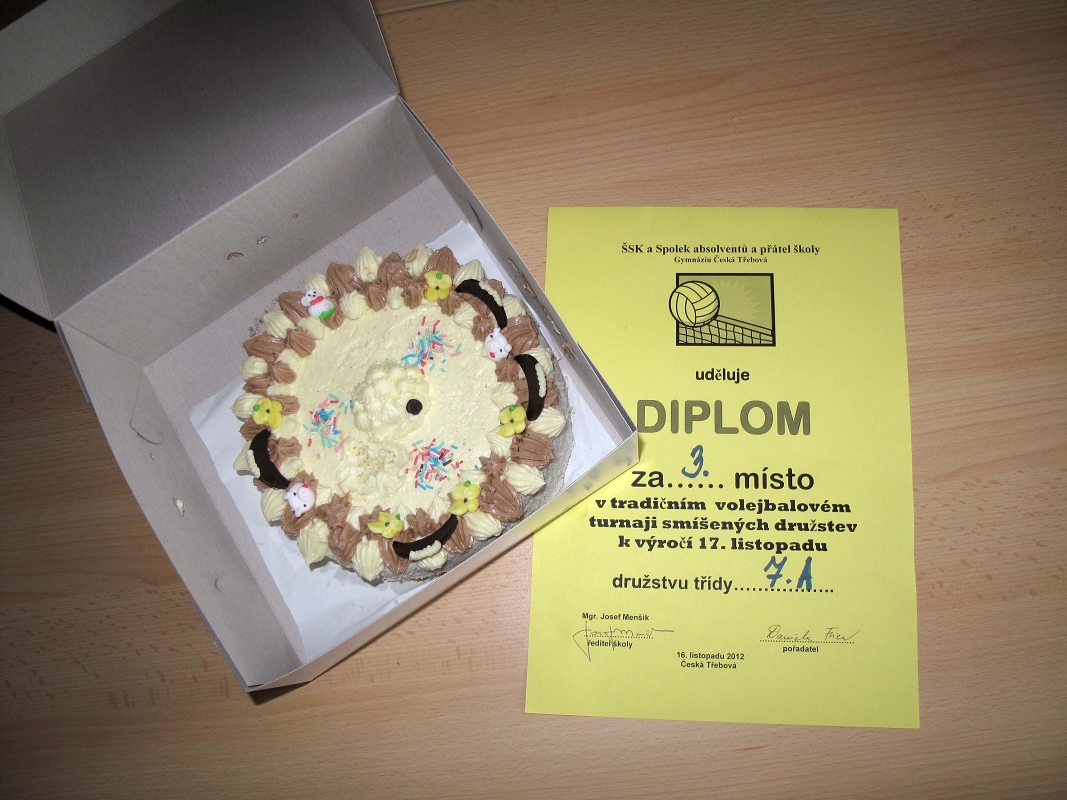 ŠSK a Spolek absolventů a přátel školy
Gymnáziu Česká Třebová
uděluje
DIPLOM
za...3.... místo
v tradičním volejbalovém
turnaji smíšených družstev
k výročí 17. listopadu
družstvu třídy......7.A......
Mgr. Josef Menšík
ředitel školy
pořadatel
16. listopadu 2012
Česká Třebová